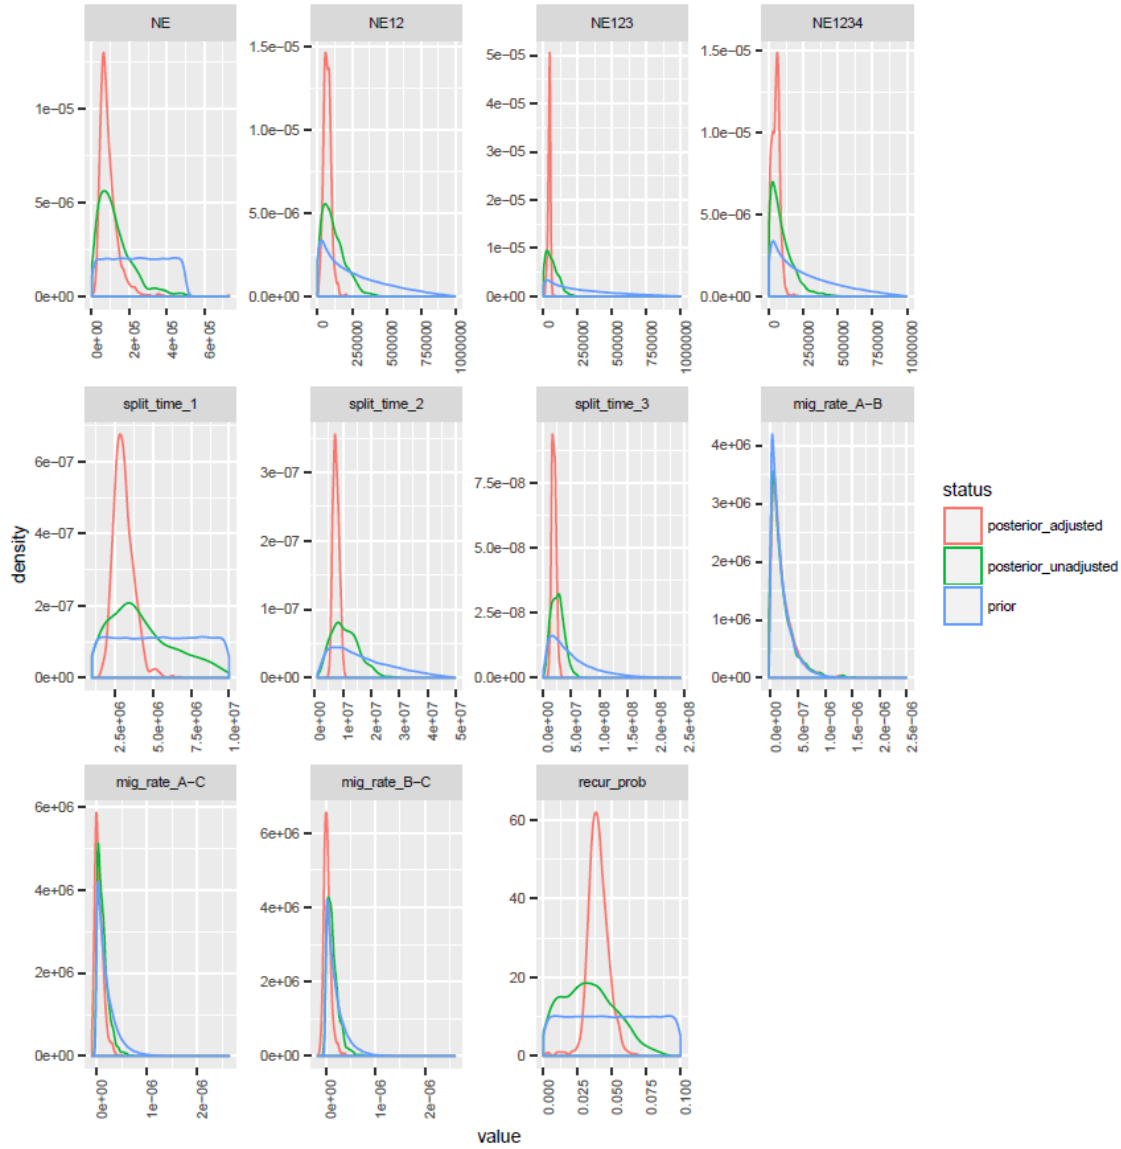 NE
NE12
NE123
NE1234
1e-05
5e-06
0e+00
1.5e-05
1.0e-05
5.0e-06
0.0e+00
5e-05
4e-05
3e-05
2e-05
1e-05
0e+00
1.5e-05
1.0e-05
5.0e-06
0.0e+00
0e+00
2e+05
4e+05
6e+05
0
250000
500000
750000
1000000
0
250000
500000
750000
1000000
0
250000
500000
750000
1000000
split_time_1
split_time_2
split_time_3
mig_rate_A-B
density
6e-07
4e-07
2e-07
0e+00
3e-07
2e-07
1e-07
0e+00
7.5e-08
5.0e-08
2.5e-08
0.0e+00
4e+06
3e+06
2e+06
1e+06
0e+00
2.5e+06
5.0e+06
7.5e+06
1.0e+07
0e+00
1e+07
2e+07
3e+07
4e+07
5e+07
0.0e+00
5.0e+07
1.0e+08
1.5e+08
2.0e+08
2.5e+08
0.0e+00
5.0e-07
1.0e-06
1.5e-06
2.0e-06
2.5e-06
status
posterior_adjusted
posterior_unadjusted
prior
mig_rate_A-C
mig_rate_B-C
recur_prob
6e+06
4e+06
2e+06
0e+00
6e+06
4e+06
2e+06
0e+00
60
40
20
0
0e+00
1e-06
2e-06
0e+00
1e-06
2e-06
0.000
0.025
0.050
0.075
0.100
value